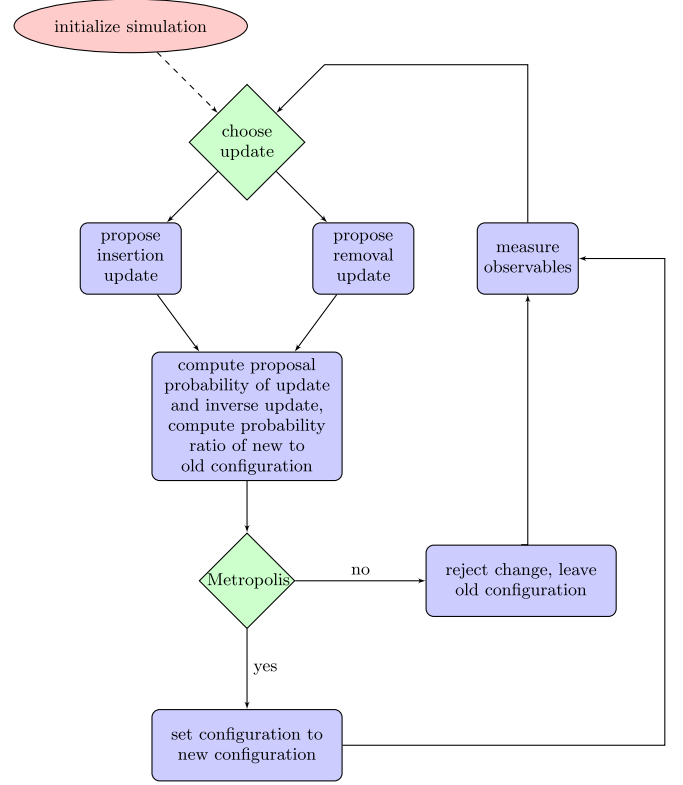 initialize simulation
choose
update
propose
insertion
update
propose
removal
update
measure
observables
compute proposal
probability of update
and inverse update,
compute probability
ratio of new to
old configuration
Metropolis
no
reject change, leave
old configuration
yes
set configuration to
new configuration